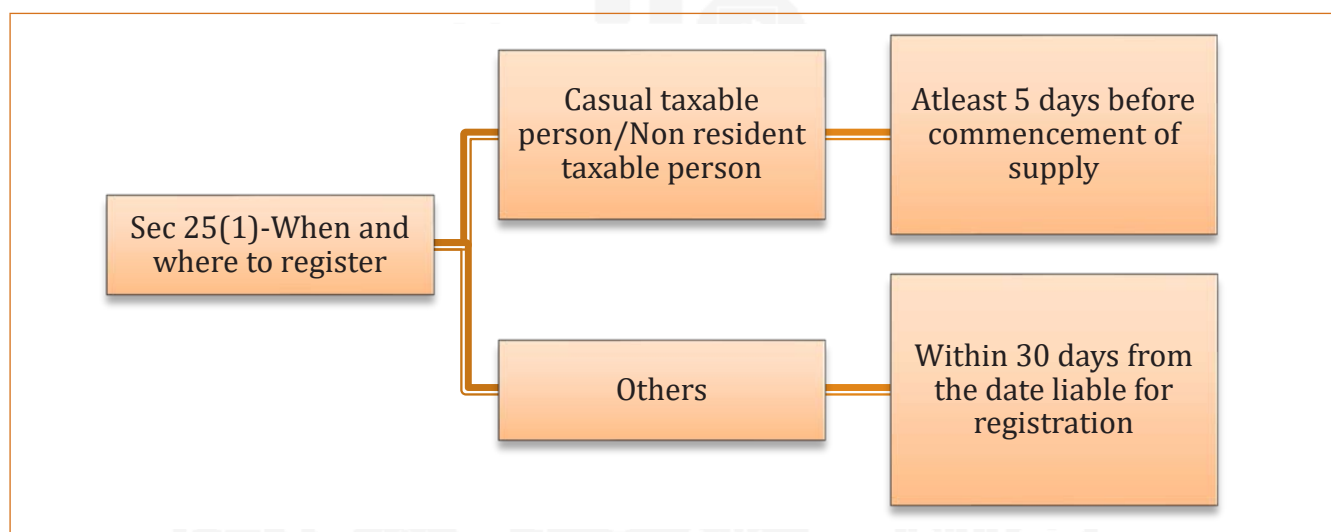 Sec 25(1)-When and
where to register
Casual taxable
person/Non resident
taxable person
Atleast 5 days before
commencement of
supply
Others
Within 30 days from
the date liable for
registration